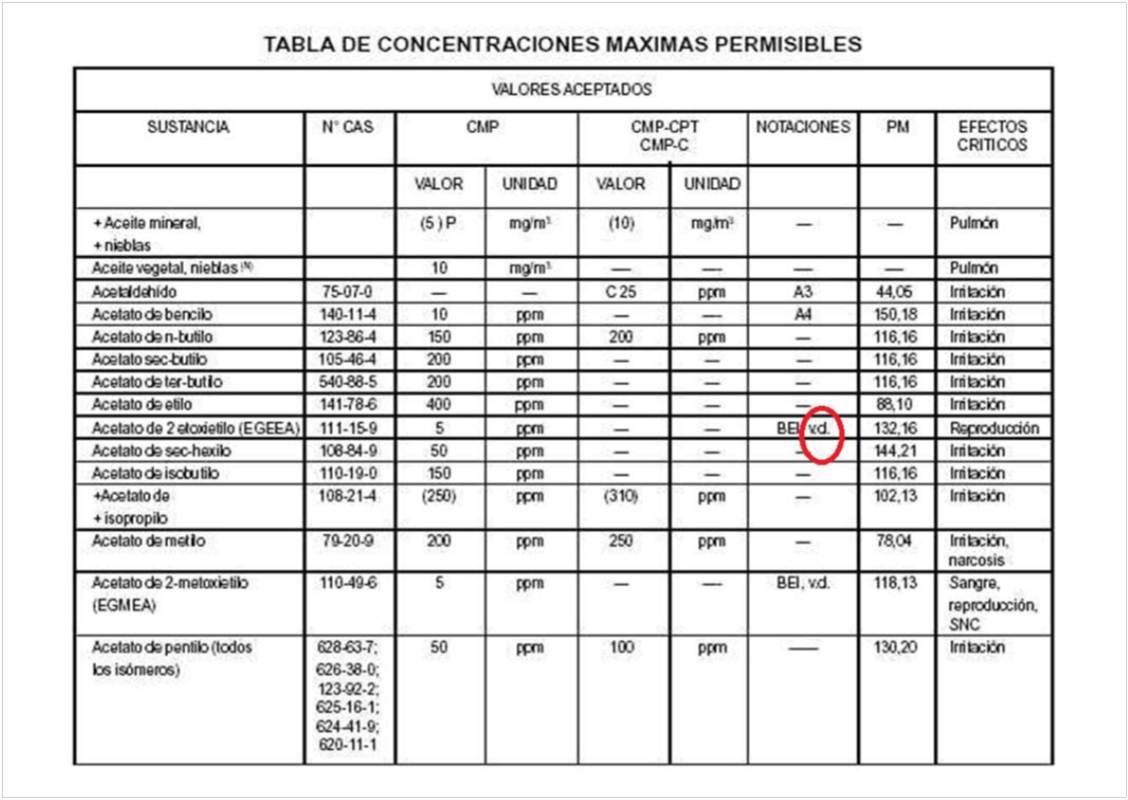 TABLA DE CONCENTRACIONES MAXIMAS PERMISIBLES
VALORES ACEPTADOS
SUSTANCIA N° CAS CMP CMP-CPT CMP-C NOTACIONES PM EFECTOS CRITICOS
VALOR UNIDAD VALOR UNIDAD
+ Aceite mineral, + nieblas (5 ) P mg/m³ (10) mg/m³ — — Pulmón
Aceite vegetal, nieblas (N) 10 mg/m³ — — — — Pulmón
Acetaldehído 75-07-0 — — C 25 ppm A3 44,05 Irritación
Acetato de bencilo 140-11-4 10 ppm — — A4 150,18 Irritación
Acetato de n-butilo 123-86-4 150 ppm 200 ppm — 116,16 Irritación
Acetato sec-butilo 105-46-4 200 ppm — — — 116,16 Irritación
Acetato de ter-butilo 540-88-5 200 ppm — — — 116,16 Irritación
Acetato de etilo 141-78-6 400 ppm — — — 88,10 Irritación
Acetato de 2 etoxietilo (EGEEA) 111-15-9 5 ppm — — BEI, v.d. 132,16 Reproducción
Acetato de sec-hexilo 108-84-9 50 ppm — — — 144,21 Irritación
Acetato de isobutilo 110-19-0 150 ppm — — — 116,16 Irritación
+Acetato de + isopropilo 108-21-4 (250) ppm (310) ppm — 102,13 Irritación
Acetato de metilo 79-20-9 200 ppm 250 ppm — 78,04 Irritación, narcosis
Acetato de 2-metoxietilo (EGMEA) 110-49-6 5 ppm — — BEI, v.d. 118,13 Sangre, reproducción, SNC
Acetato de pentilo (todos los isómeros) 628-63-7; 626-38-0; 123-92-2; 625-16-1; 624-41-9; 620-11-1 50 ppm 100 ppm — 130,20 Irritación